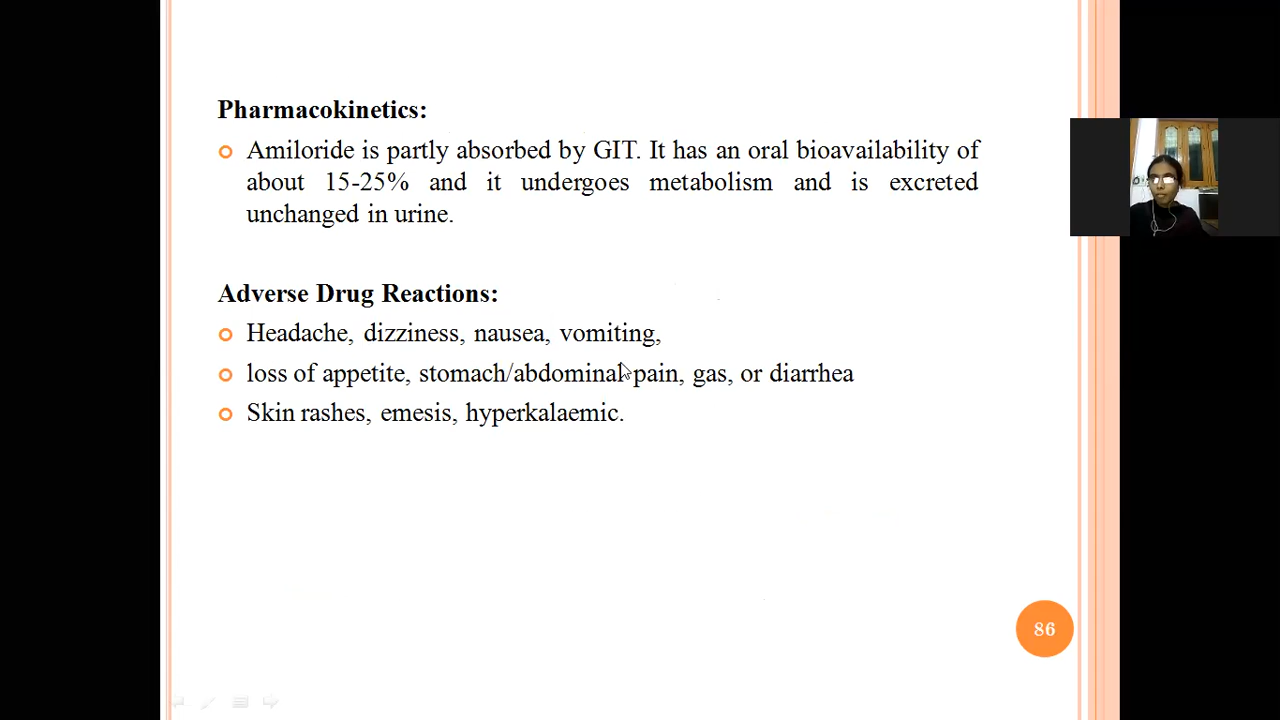 Pharmacokinetics:
Amiloride is partly absorbed by GIT. It has an oral bioavailability of
about 15-25% and it undergoes metabolism and is excreted
unchanged in urine.
Adverse Drug Reactions:
Headache, dizziness, nausea, vomiting,
loss of appetite, stomach/abdominal pain, gas, or diarrhea
Skin rashes, emesis, hyperkalaemic.
86